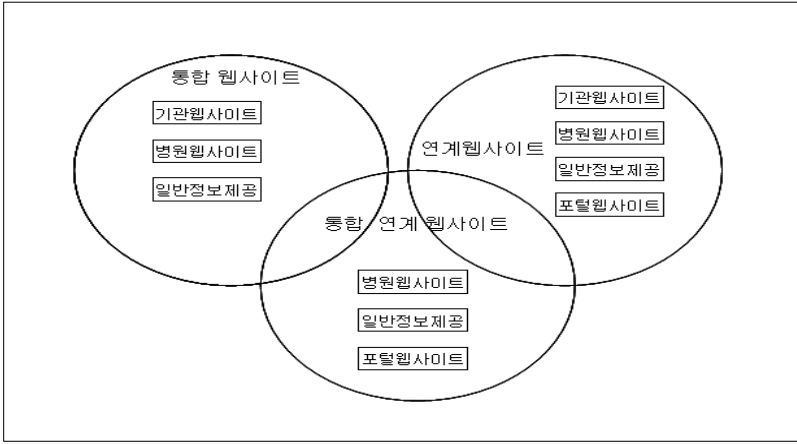 통합 웹사이트
기관웹사이트
병원웹사이트
일반정보제공
연계웹사이트
기관웹사이트
병원웹사이트
일반정보제공
포털웹사이트
통합, 연계 웹사이트
병원웹사이트
일반정보제공
포털웹사이트